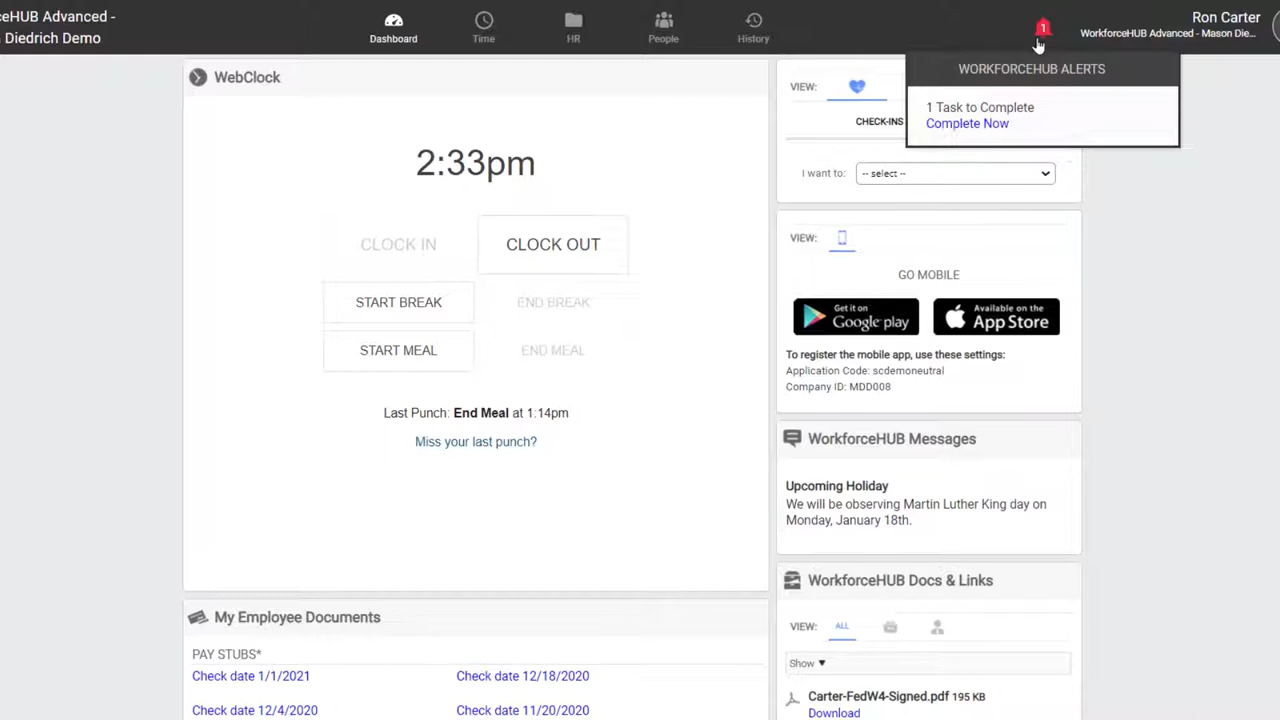 ceHUB Advanced -
Diedrich Demo
Dashboard
Time
HR
People
History
1
Ron Carter
WorkforceHUB Advanced - Mason Die...
WORKFORCEHUB ALERTS
1 Task to Complete
Complete Now
WebClock
2:33pm
CLOCK IN
CLOCK OUT
START BREAK
END BREAK
START MEAL
END MEAL
Last Punch: End Meal at 1:14pm
Miss your last punch?
My Employee Documents
PAY STUBS*
Check date 1/1/2021
Check date 12/18/2020
Check date 12/4/2020
Check date 11/20/2020
VIEW:
CHECK-INS
I want to:
-- select --
VIEW:
GO MOBILE
Get it on
Google play
Available on the
App Store
To register the mobile app, use these settings:
Application Code: scdemoneutral
Company ID: MDD008
WorkforceHUB Messages
Upcoming Holiday
We will be observing Martin Luther King day on
Monday, January 18th.
WorkforceHUB Docs & Links
VIEW:
ALL
Show ▼
Carter-FedW4-Signed.pdf 195 KB
Download